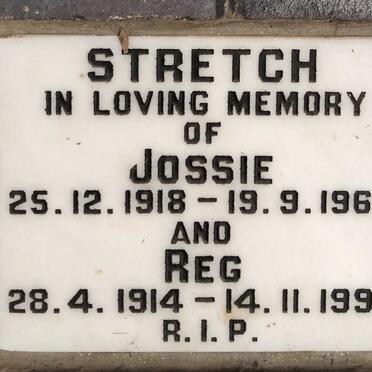 STRETCH
IN LOVING MEMORY
OF
JOSSIE
25.12.1918 – 19.9.196
AND
REG
28.4.1914 – 14.11.199
R.I.P.